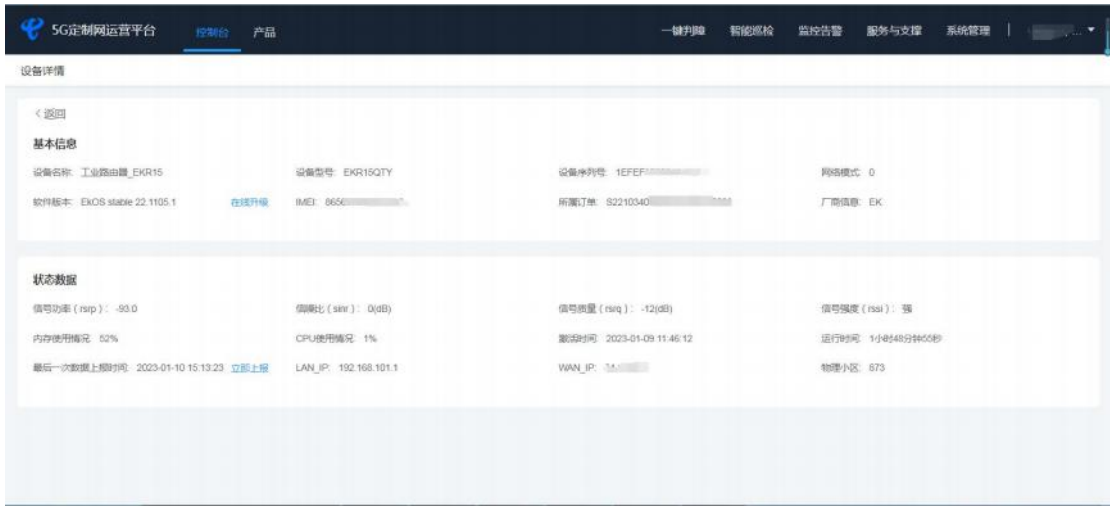 5G定制网运营平台 控制台 产品 一键判障 智能巡检 监控告警 服务与支撑 系统管理
设备详情
〈返回
基本信息
设备名称: 工业路由器_EKR15 设备型号: EKR15QTY 设备序列号: 1EFEF 网络模式: 0
软件版本: EkOS stable 22.1105.1 在线升级 IMEI: 865 所属订单: S2210340 厂商信息: EK
状态数据
信号功率 ( rsrp ) : -93.0 信噪比 ( sinr ) : 0(dB) 信号质量 ( rsrq ) : -12(dB) 信号强度 ( rssi ) : 强
内存使用情况: 52% CPU使用情况: 1% 激活时间: 2023-01-09 11:46:12 运行时间: 1小时48分钟55秒
最后一次数据上报时间: 2023-01-10 15:13:23 立即上报 LAN_IP: 192.168.101.1 WAN_IP: 物理小区: 673